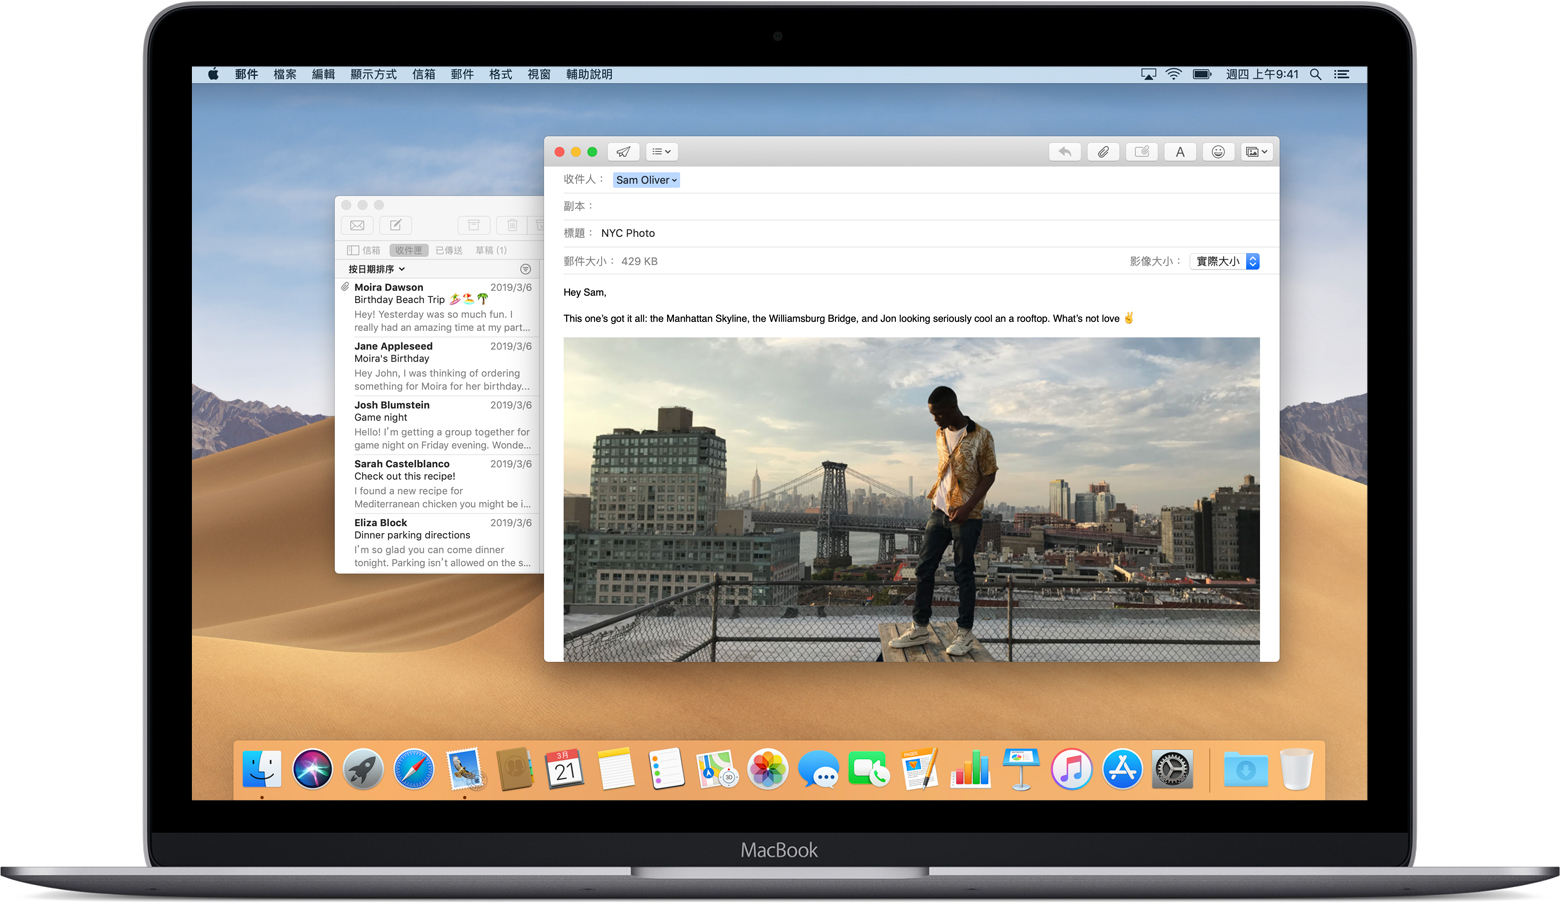 郵件 檔案 編輯 顯示方式 信箱 郵件 格式 視窗 輔助說明 週四 上午9:41
收件人： Sam Oliver
副本：
標題： NYC Photo
郵件大小： 429 KB 影像大小： 實際大小
Hey Sam,
This one's got it all: the Manhattan Skyline, the Williamsburg Bridge, and Jon looking seriously cool an a rooftop. What's not love ✌️
信箱 收件匣 已傳送 草稿 (1)
按日期排序
Moira Dawson 2019/3/6
Birthday Beach Trip 🏄‍♀️🏖️🌴
Hey! Yesterday was so much fun. I
really had an amazing time at my part...
Jane Appleseed 2019/3/6
Moira's Birthday
Hey John, I was thinking of ordering
something for Moira for her birthday...
Josh Blumstein 2019/3/6
Game night
Hello! I'm getting a group together for
game night on Friday evening. Wonde...
Sarah Castelblanco 2019/3/6
Check out this recipe!
I found a new recipe for
Mediterranean chicken you might be i...
Eliza Block 2019/3/6
Dinner parking directions
I'm so glad you can come dinner
tonight. Parking isn't allowed on the s...
3月
21
3D
PAGES
MacBook